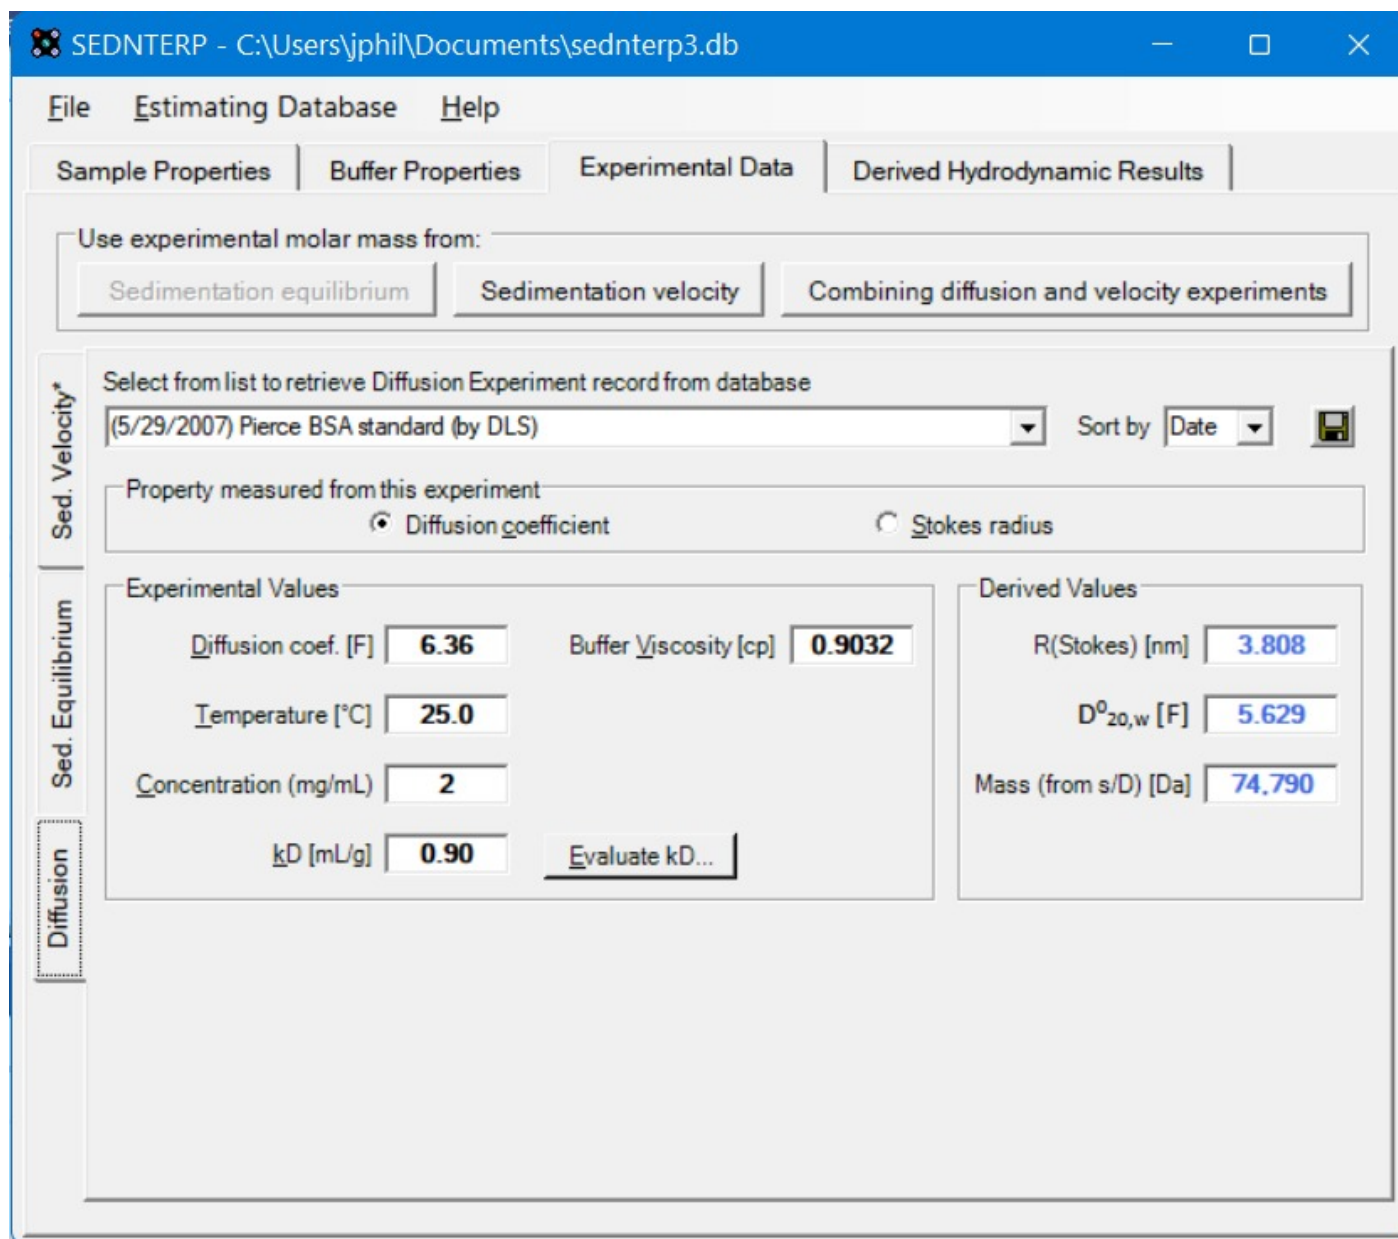 SEDNTERP - C:\Users\jphil\Documents\sednterp3.db
File Estimating Database Help
Sample Properties Buffer Properties Experimental Data Derived Hydrodynamic Results
Use experimental molar mass from:
Sedimentation equilibrium Sedimentation velocity Combining diffusion and velocity experiments
Sed. Velocity*
Sed. Equilibrium
Diffusion
Select from list to retrieve Diffusion Experiment record from database
(5/29/2007) Pierce BSA standard (by DLS) Sort by Date
Property measured from this experiment
Diffusion coefficient Stokes radius
Experimental Values
Diffusion coef. [F] 6.36 Buffer Viscosity [cp] 0.9032
Temperature [°C] 25.0
Concentration (mg/mL) 2
kD [mL/g] 0.90 Evaluate kD...
Derived Values
R(Stokes) [nm] 3.808
D⁰₂₀,w [F] 5.629
Mass (from s/D) [Da] 74,790